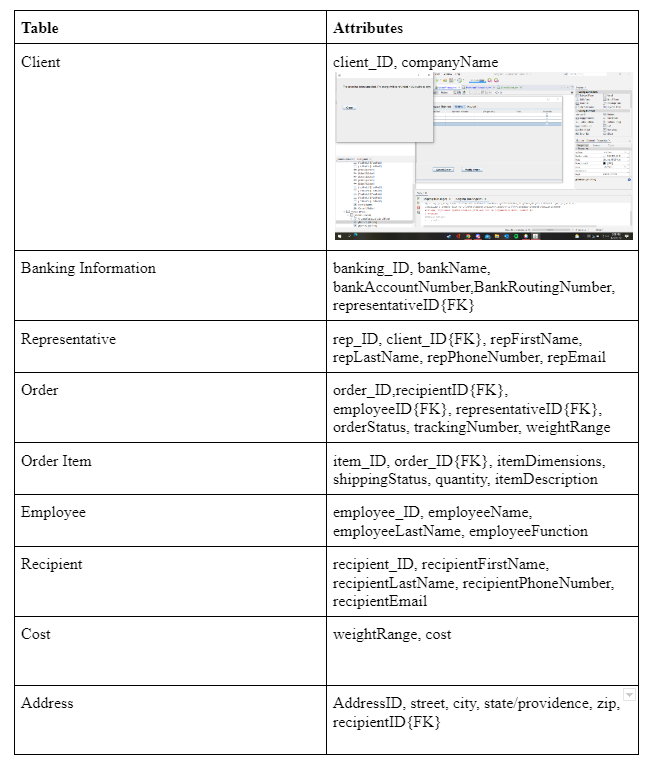 Table Attributes
Client client_ID, companyName
Banking Information banking_ID, bankName,
bankAccountNumber,BankRoutingNumber,
representativeID{FK}
Representative rep_ID, client_ID{FK}, repFirstName,
repLastName, repPhoneNumber, repEmail
Order order_ID,recipientID{FK},
employeeID{FK}, representativeID{FK},
orderStatus, trackingNumber, weightRange
Order Item item_ID, order_ID{FK}, itemDimensions,
shippingStatus, quantity, itemDescription
Employee employee_ID, employeeName,
employeeLastName, employeeFunction
Recipient recipient_ID, recipientFirstName,
recipientLastName, recipientPhoneNumber,
recipientEmail
Cost weightRange, cost
Address AddressID, street, city, state/providence, zip,
recipientID{FK}